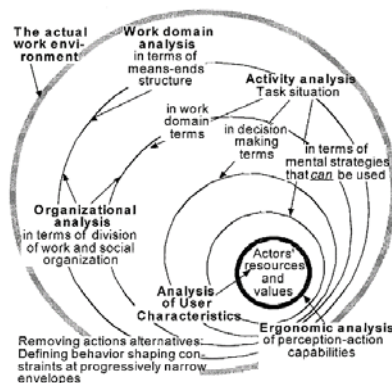 The actual
work envi-
ronment
Work domain
analysis
in terms of
means-ends
structure
Activity analysis
Task situation
in work
domain
terms
in decision
making
terms
in terms of
mental strategies
that can be used
Organizational
analysis
in terms of division
of work and social
organization
Actors'
resources
and
values
Analysis
of User
Characteristics
Ergonomic analysis
of perception-action
capabilities
Removing actions alternatives:
Defining behavior shaping con-
straints at progressively narrow
envelopes